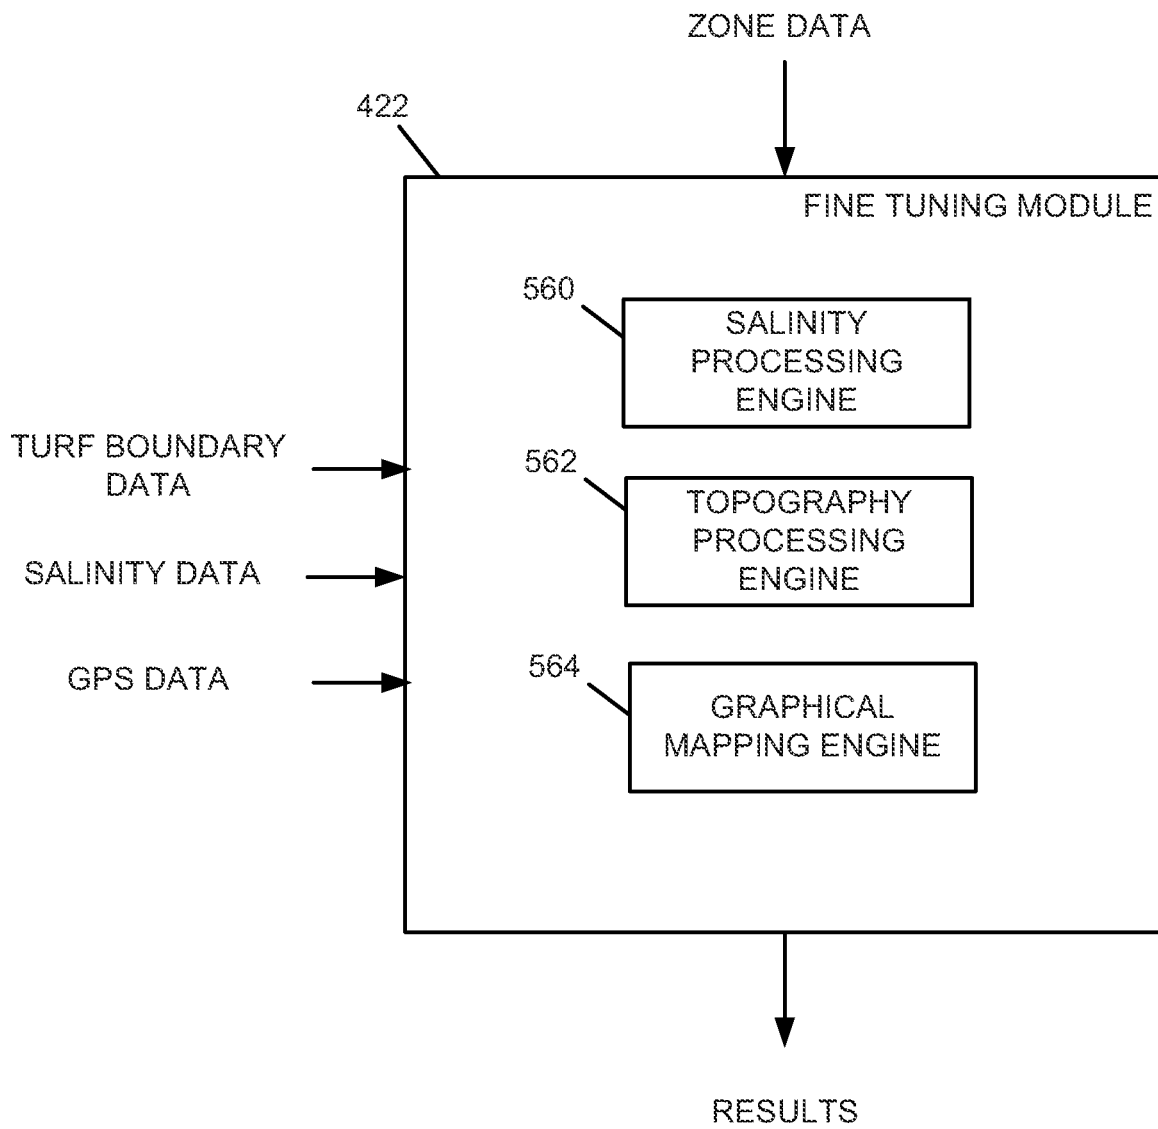 ZONE DATA
422
FINE TUNING MODULE
560
SALINITY
PROCESSING
ENGINE
TURF BOUNDARY
DATA
562
TOPOGRAPHY
PROCESSING
ENGINE
SALINITY DATA
GPS DATA
564
GRAPHICAL
MAPPING ENGINE
RESULTS